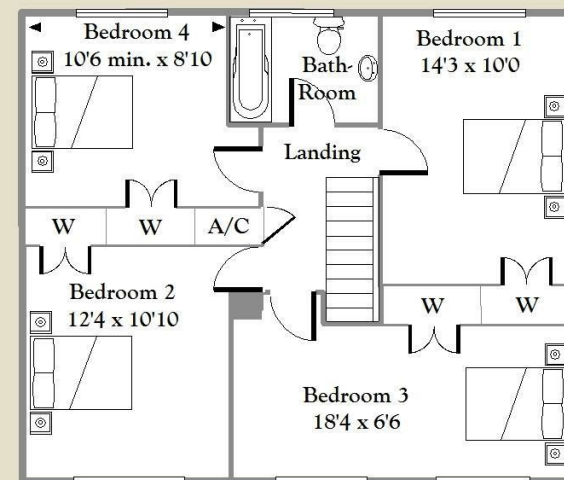 Bedroom 4
10'6 min. x 8'10
Bath-
Room
Bedroom 1
14'3 x 10'0
Landing
W
W
A/C
Bedroom 2
12'4 x 10'10
W
W
Bedroom 3
18'4 x 6'6